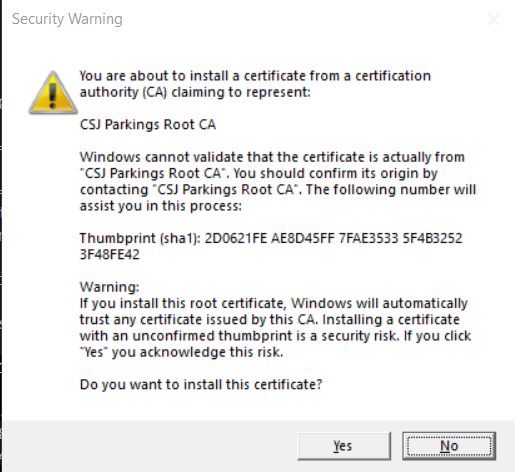 Security Warning
You are about to install a certificate from a certification
authority (CA) claiming to represent:
CSJ Parkings Root CA
Windows cannot validate that the certificate is actually from
"CSJ Parkings Root CA". You should confirm its origin by
contacting "CSJ Parkings Root CA". The following number will
assist you in this process:
Thumbprint (sha1): 2D0621FE AE8D45FF 7FAE3533 5F4B3252
3F48FE42
Warning:
If you install this root certificate, Windows will automatically
trust any certificate issued by this CA. Installing a certificate
with an unconfirmed thumbprint is a security risk. If you click
"Yes" you acknowledge this risk.
Do you want to install this certificate?
Yes
No